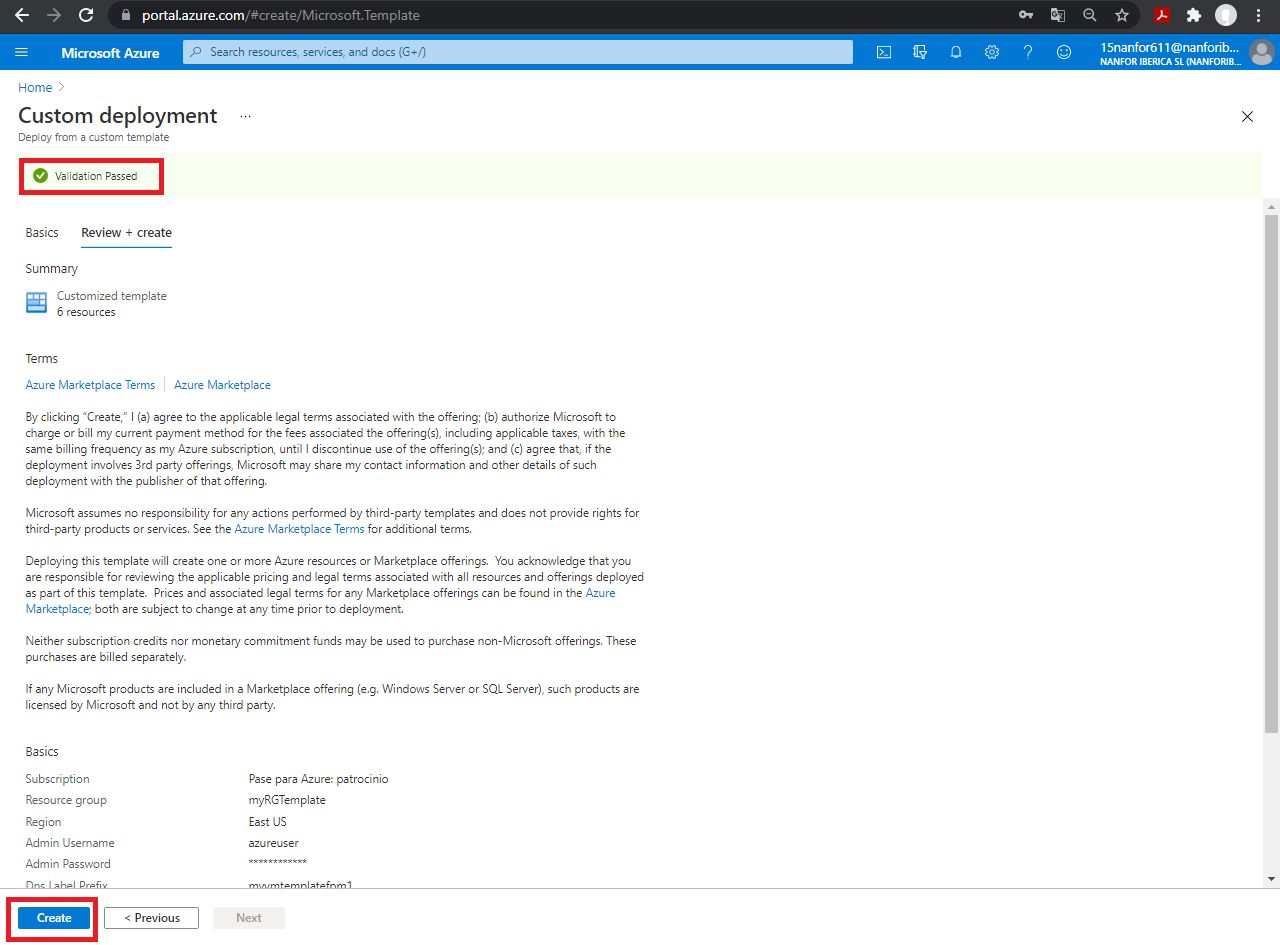 portal.azure.com/#create/Microsoft.Template
Microsoft Azure
Search resources, services, and docs (G+/)
15nanfor611@nanforib...
NANFOR IBERICA SL (NANFORIB...
Home
Custom deployment ...
Deploy from a custom template
Validation Passed
Basics
Review + create
Summary
Customized template
6 resources
Terms
Azure Marketplace Terms
Azure Marketplace
By clicking “Create,” I (a) agree to the applicable legal terms associated with the offering; (b) authorize Microsoft to
charge or bill my current payment method for the fees associated the offering(s), including applicable taxes, with the
same billing frequency as my Azure subscription, until I discontinue use of the offering(s); and (c) agree that, if the
deployment involves 3rd party offerings, Microsoft may share my contact information and other details of such
deployment with the publisher of that offering.
Microsoft assumes no responsibility for any actions performed by third-party templates and does not provide rights for
third-party products or services. See the Azure Marketplace Terms for additional terms.
Deploying this template will create one or more Azure resources or Marketplace offerings.  You acknowledge that you
are responsible for reviewing the applicable pricing and legal terms associated with all resources and offerings deployed
as part of this template.  Prices and associated legal terms for any Marketplace offerings can be found in the Azure
Marketplace; both are subject to change at any time prior to deployment.
Neither subscription credits nor monetary commitment funds may be used to purchase non-Microsoft offerings. These
purchases are billed separately.
If any Microsoft products are included in a Marketplace offering (e.g. Windows Server or SQL Server), such products are
licensed by Microsoft and not by any third party.
Basics
Subscription Pase para Azure: patrocinio
Resource group myRGTemplate
Region East US
Admin Username azureuser
Admin Password ************
Dns Label Prefix myvmtemplatefpm1
Create
< Previous
Next